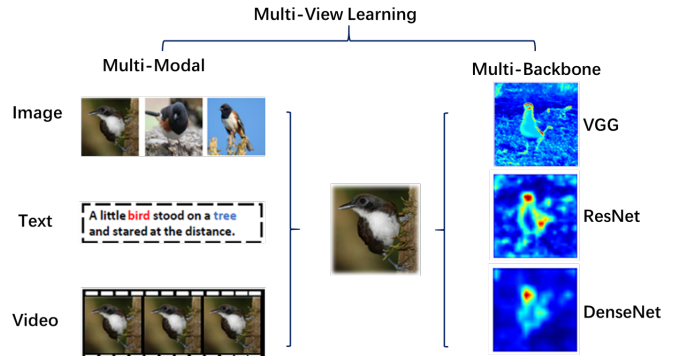 Multi-View Learning
Multi-Modal
Multi-Backbone
Image
VGG
Text
A little bird stood on a tree
and stared at the distance.
ResNet
Video
DenseNet